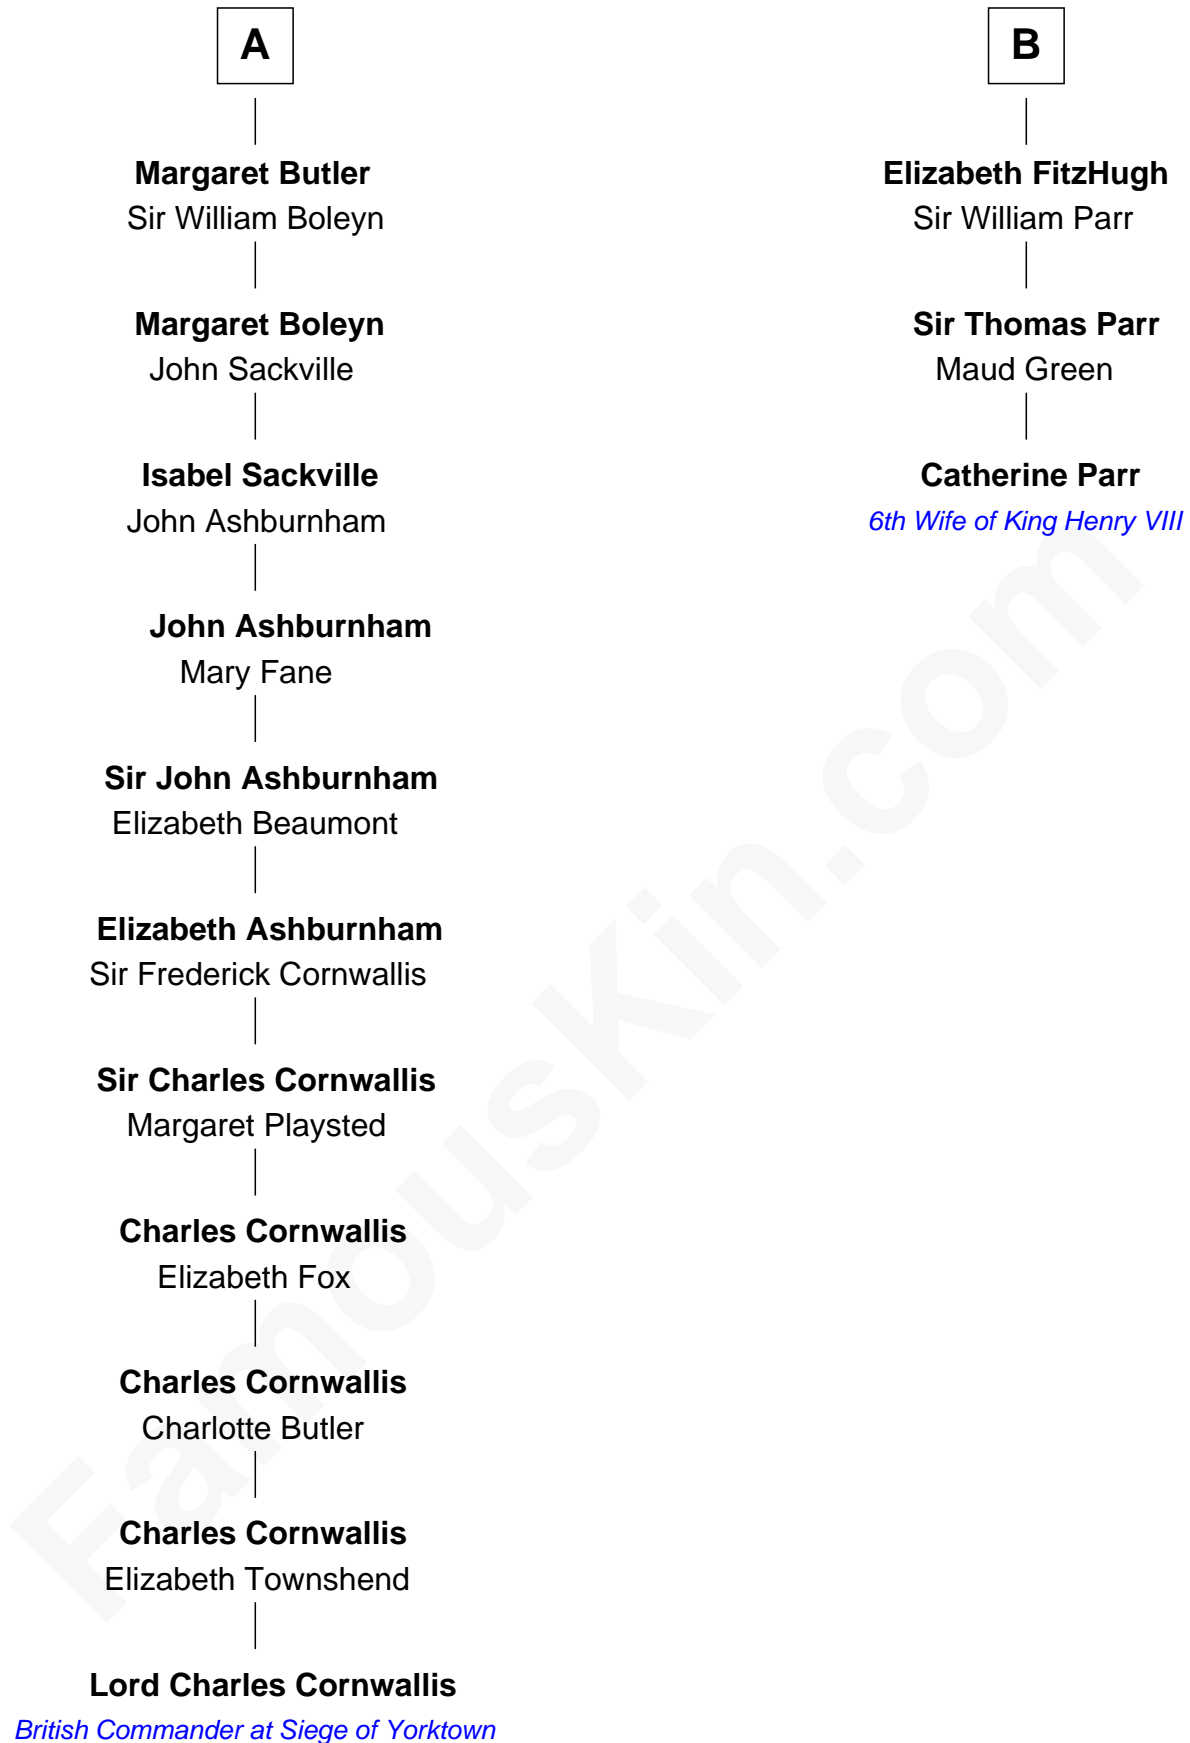 A
Margaret Butler
Sir William Boleyn
Margaret Boleyn
John Sackville
Isabel Sackville
John Ashburnham
John Ashburnham
Mary Fane
Sir John Ashburnham
Elizabeth Beaumont
Elizabeth Ashburnham
Sir Frederick Cornwallis
Sir Charles Cornwallis
Margaret Playsted
Charles Cornwallis
Elizabeth Fox
Charles Cornwallis
Charlotte Butler
Charles Cornwallis
Elizabeth Townshend
Lord Charles Cornwallis
British Commander at Siege of Yorktown
B
Elizabeth FitzHugh
Sir William Parr
Sir Thomas Parr
Maud Green
Catherine Parr
6th Wife of King Henry VIII
FamousKin.com